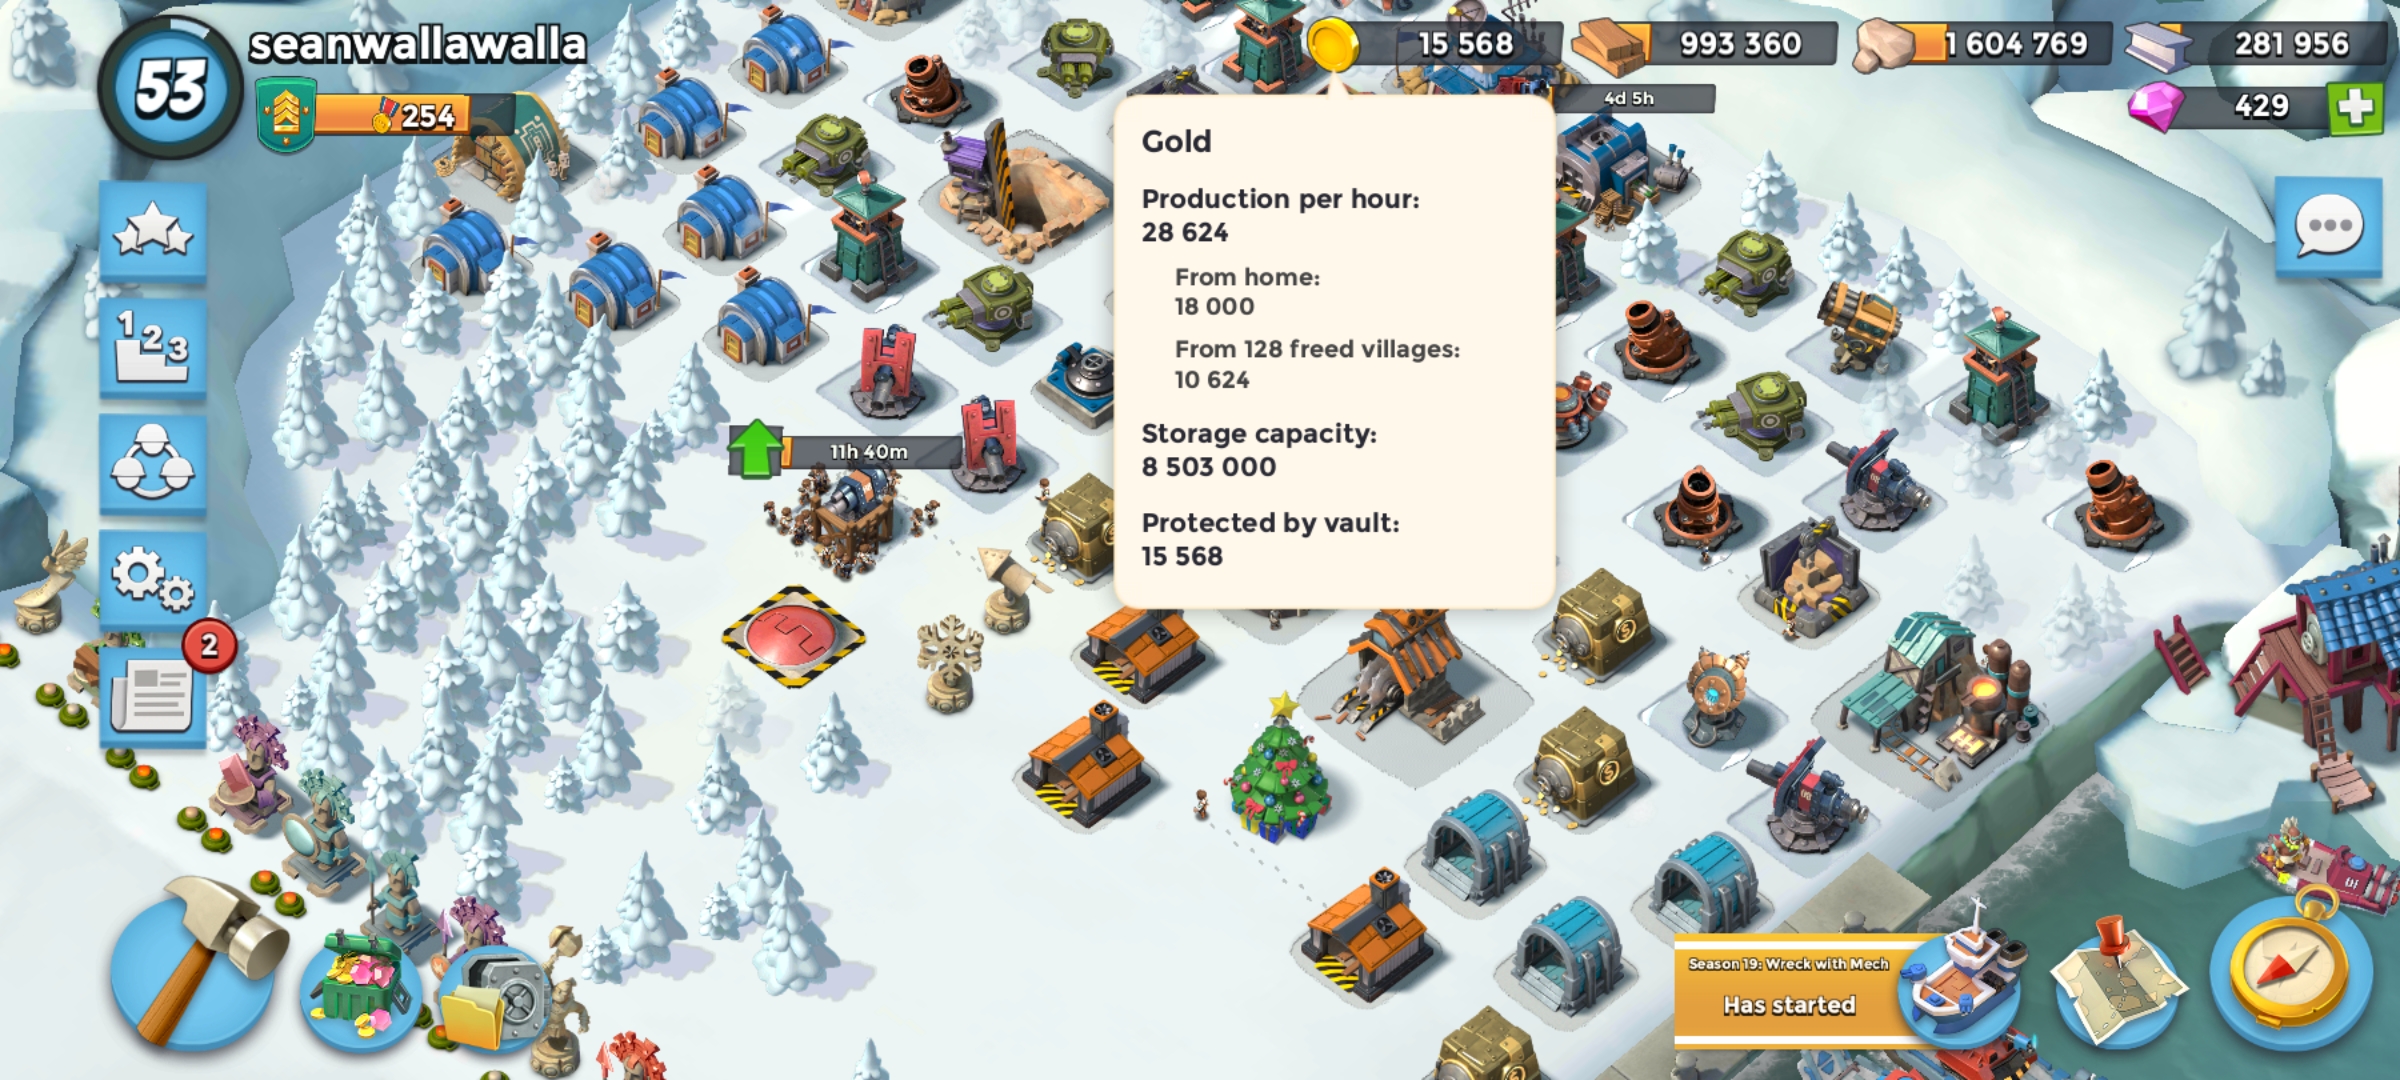 53
seanwallawalla
254
15 568
993 360
1 604 769
281 956
4d 5h
429
Gold
Production per hour:
28 624
From home:
18 000
From 128 freed villages:
10 624
Storage capacity:
8 503 000
Protected by vault:
15 568
123
11h 40m
2
Season 19: Wreck with Mech
Has started